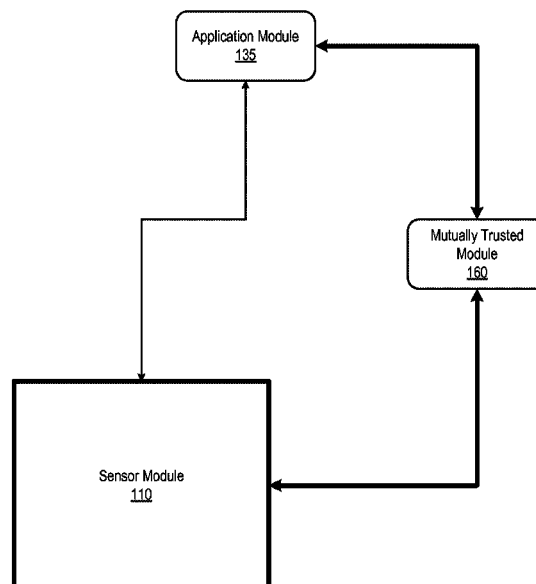 Application Module
135
Mutually Trusted
Module
160
Sensor Module
110